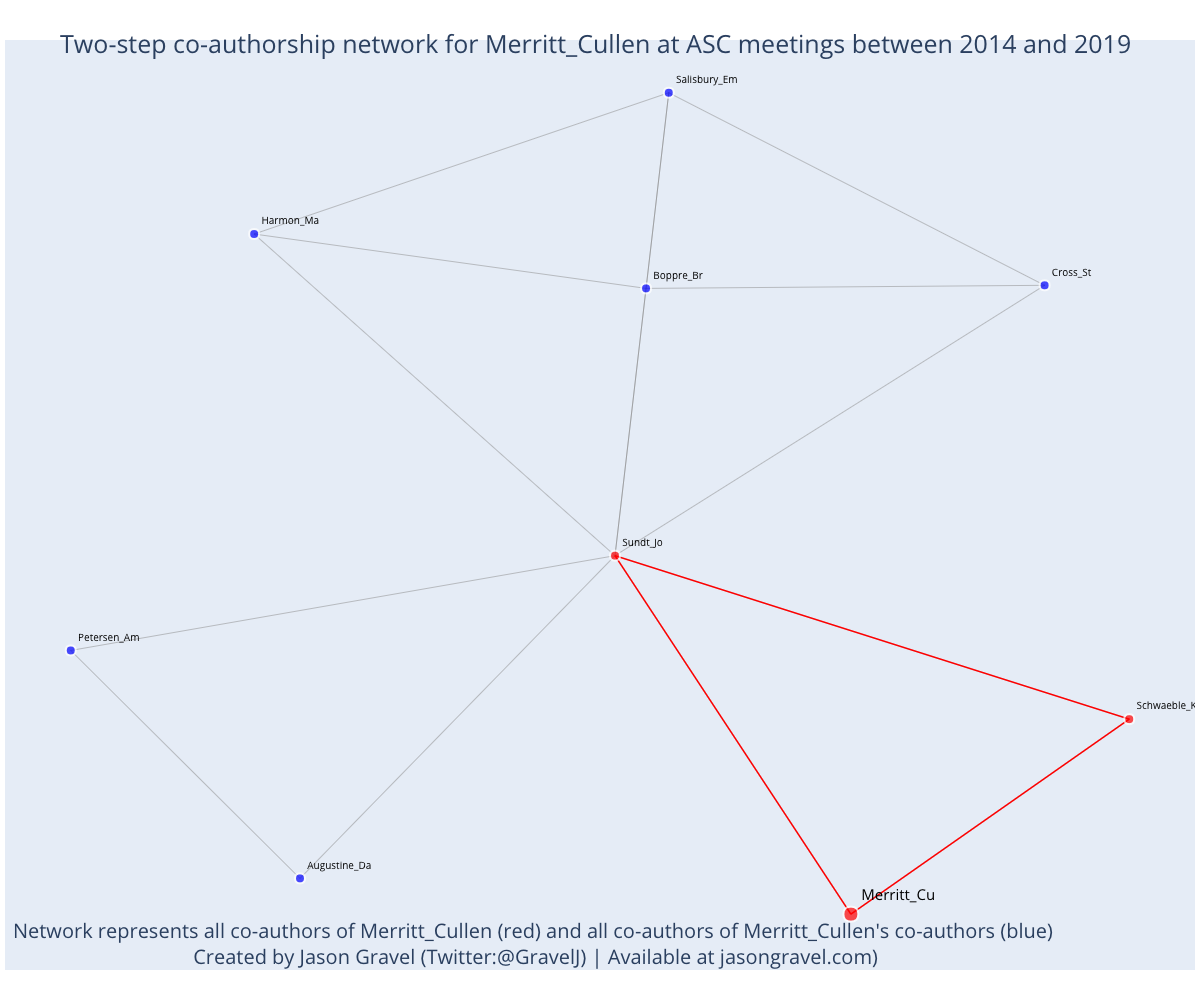 Two-step co-authorship network for Merritt_Cullen at ASC meetings between 2014 and 2019
Salisbury_Em
Harmon_Ma
Boppre_Br
Cross_St
Sundt_Jo
Petersen_Am
Schwaeble_K
Augustine_Da
Merritt_Cu
Network represents all co-authors of Merritt_Cullen (red) and all co-authors of Merritt_Cullen's co-authors (blue)
Created by Jason Gravel (Twitter:@GravelJ) | Available at jasongravel.com)